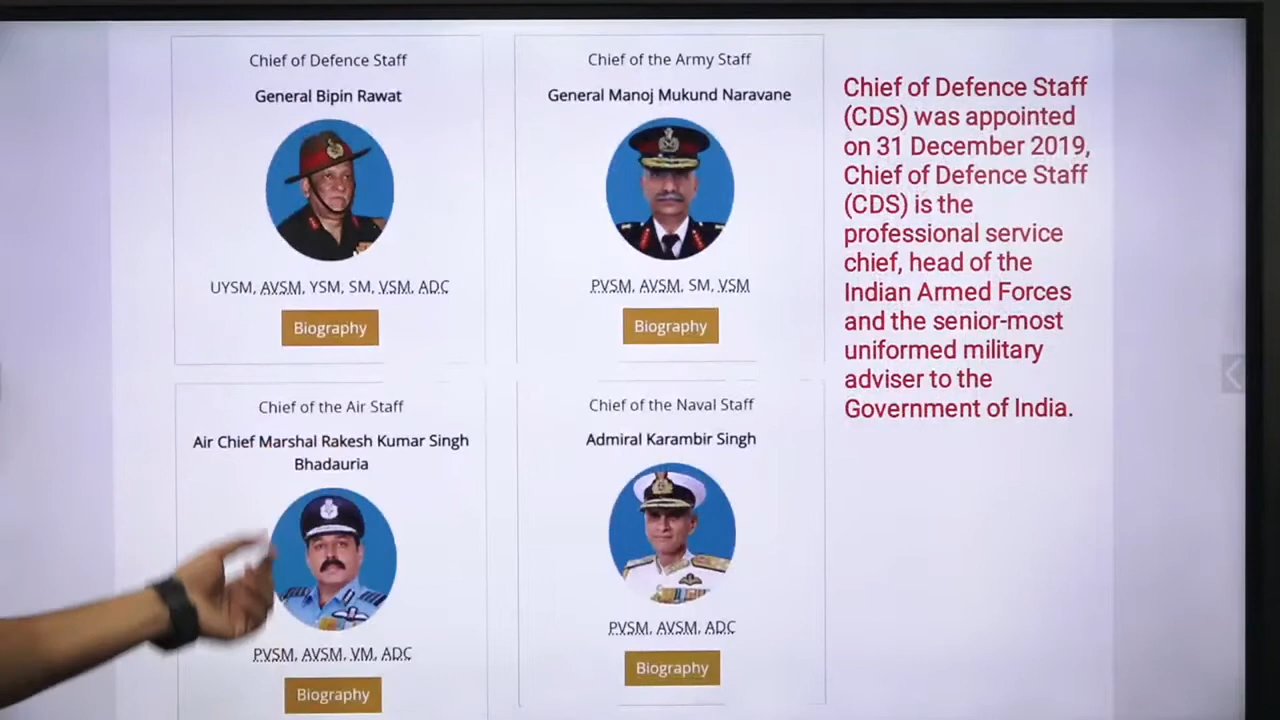 Chief of Defence Staff
General Bipin Rawat
UYSM, AVSM, YSM, SM, VSM, ADC
Biography
Chief of the Army Staff
General Manoj Mukund Naravane
PVSM, AVSM, SM, VSM
Biography
Chief of Defence Staff
(CDS) was appointed
on 31 December 2019,
Chief of Defence Staff
(CDS) is the
professional service
chief, head of the
Indian Armed Forces
and the senior-most
uniformed military
adviser to the
Government of India.
Chief of the Air Staff
Air Chief Marshal Rakesh Kumar Singh
Bhadauria
PVSM, AVSM, VM, ADC
Biography
Chief of the Naval Staff
Admiral Karambir Singh
PVSM, AVSM, ADC
Biography